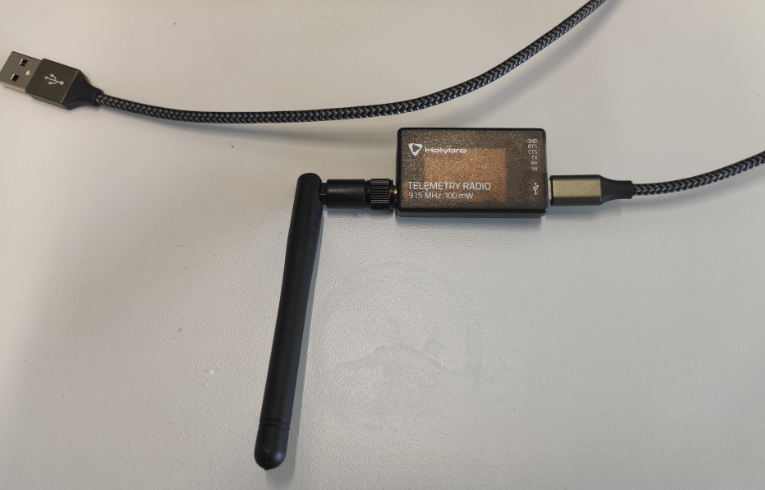 Holybro
TELEMETRY RADIO
915 MHz 100 mW
GND
RTS
CTS
TX
RX
5V